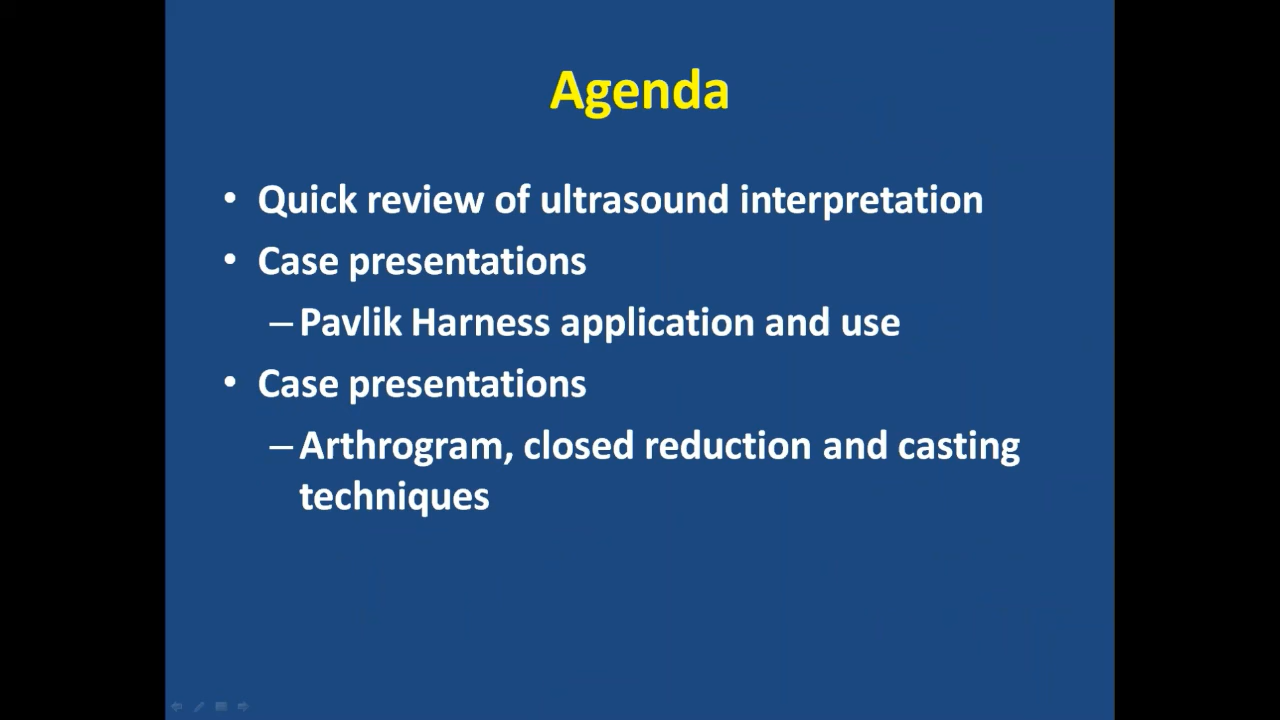 Agenda
• Quick review of ultrasound interpretation
• Case presentations
– Pavlik Harness application and use
• Case presentations
– Arthrogram, closed reduction and casting
techniques